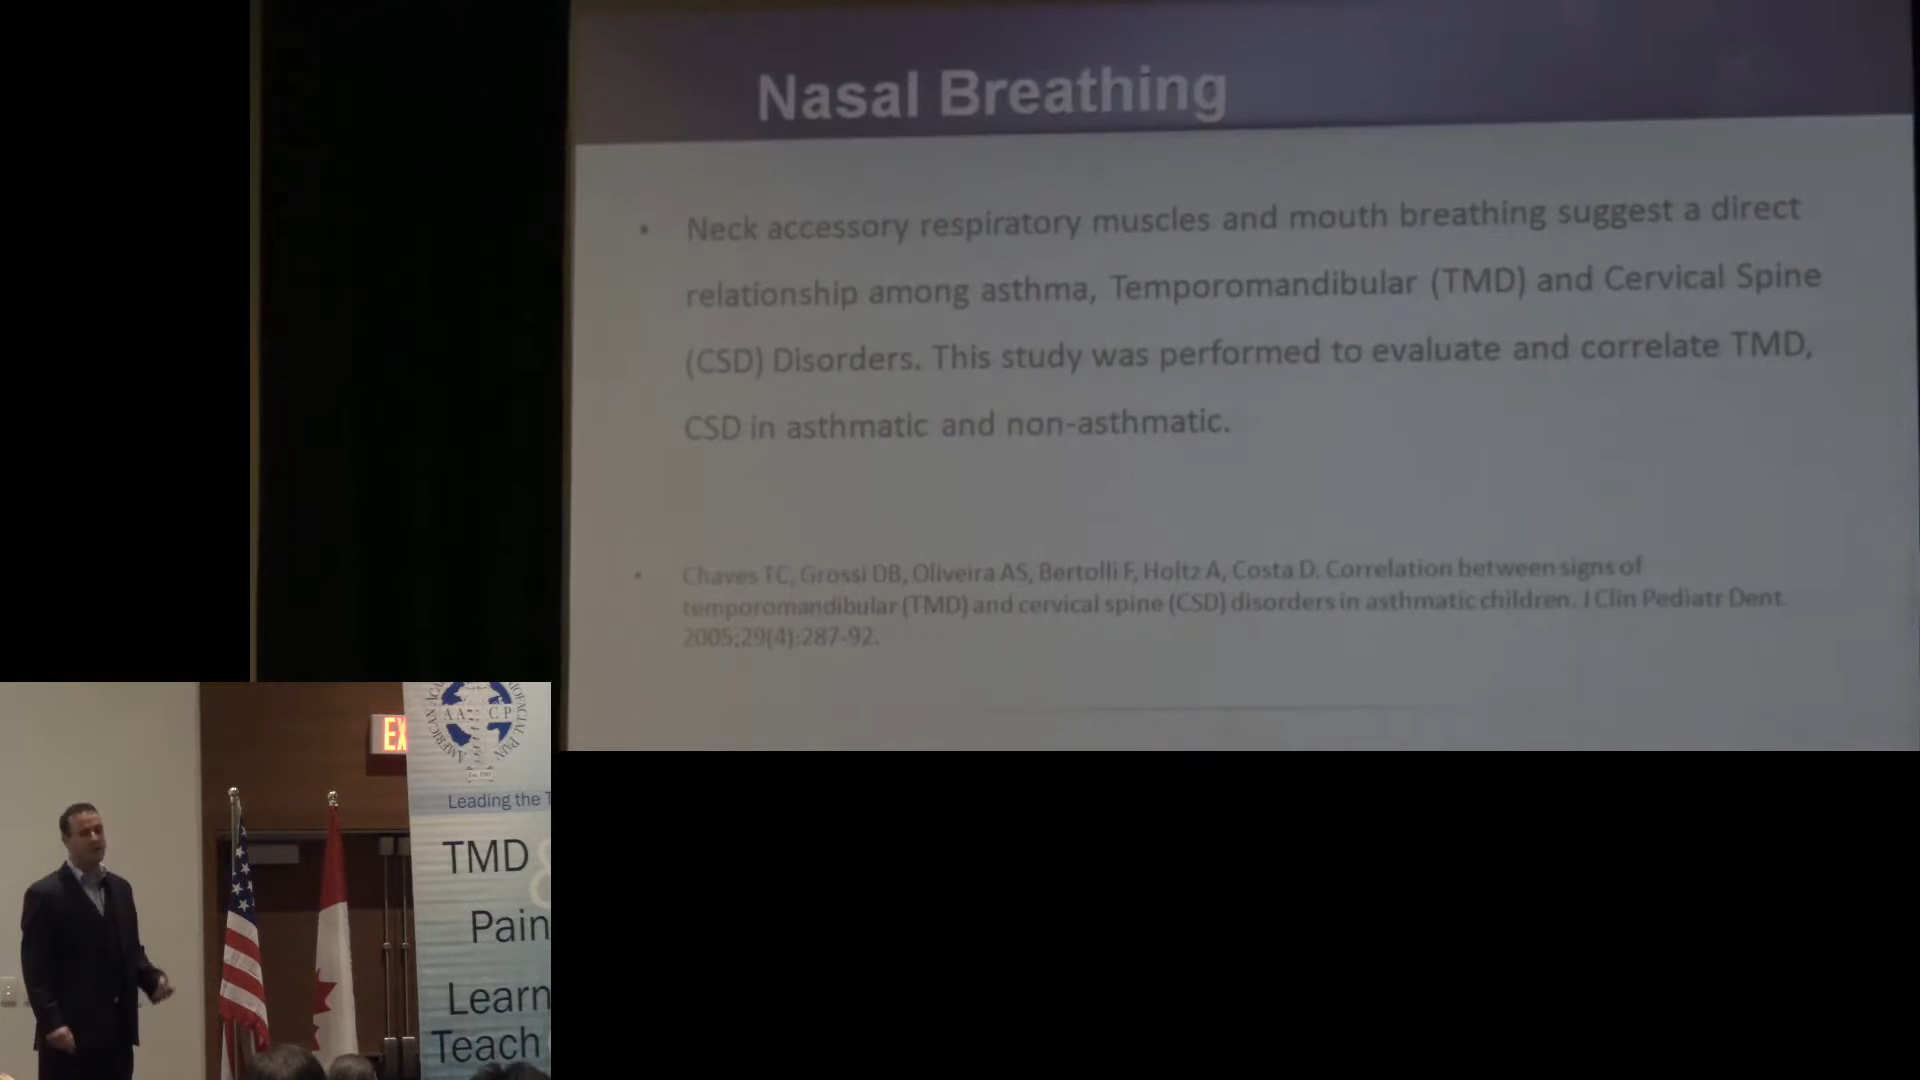 Nasal Breathing
• Neck accessory respiratory muscles and mouth breathing suggest a direct
relationship among asthma, Temporomandibular (TMD) and Cervical Spine
(CSD) Disorders. This study was performed to evaluate and correlate TMD,
CSD in asthmatic and non-asthmatic.
• Chaves TC, Grossi DB, Oliveira AS, Bertolli F, Holtz A, Costa D. Correlation between signs of
temporomandibular (TMD) and cervical spine (CSD) disorders in asthmatic children. J Clin Pediatr Dent.
2005;29(4):287-92.
EX
AMERICAN
PAIN
Leading the
TMD &
Pain
Learn
Teach